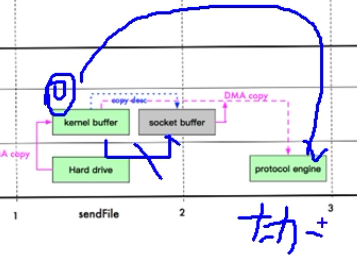 copy desc
DMA copy
kernel buffer
socket buffer
A copy
Hard drive
protocol engine
1
sendFile
2
3